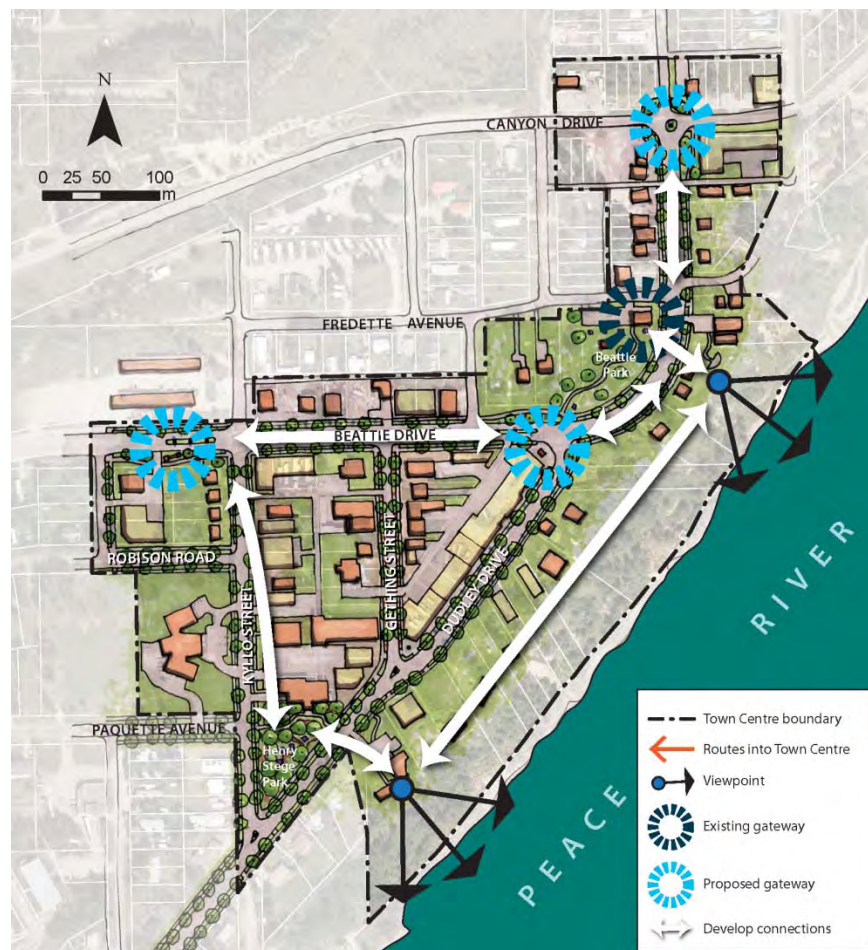 N
0 25 50 100
m
CANYON DRIVE
FREDETTE AVENUE
Beattie
Park
BEATTIE DRIVE
ROBISON ROAD
KYLLO STREET
GETHING STREET
DUDLEY DRIVE
PAQUETTE AVENUE
Henry
Stege
Park
PEACE RIVER
Town Centre boundary
Routes into Town Centre
Viewpoint
Existing gateway
Proposed gateway
Develop connections